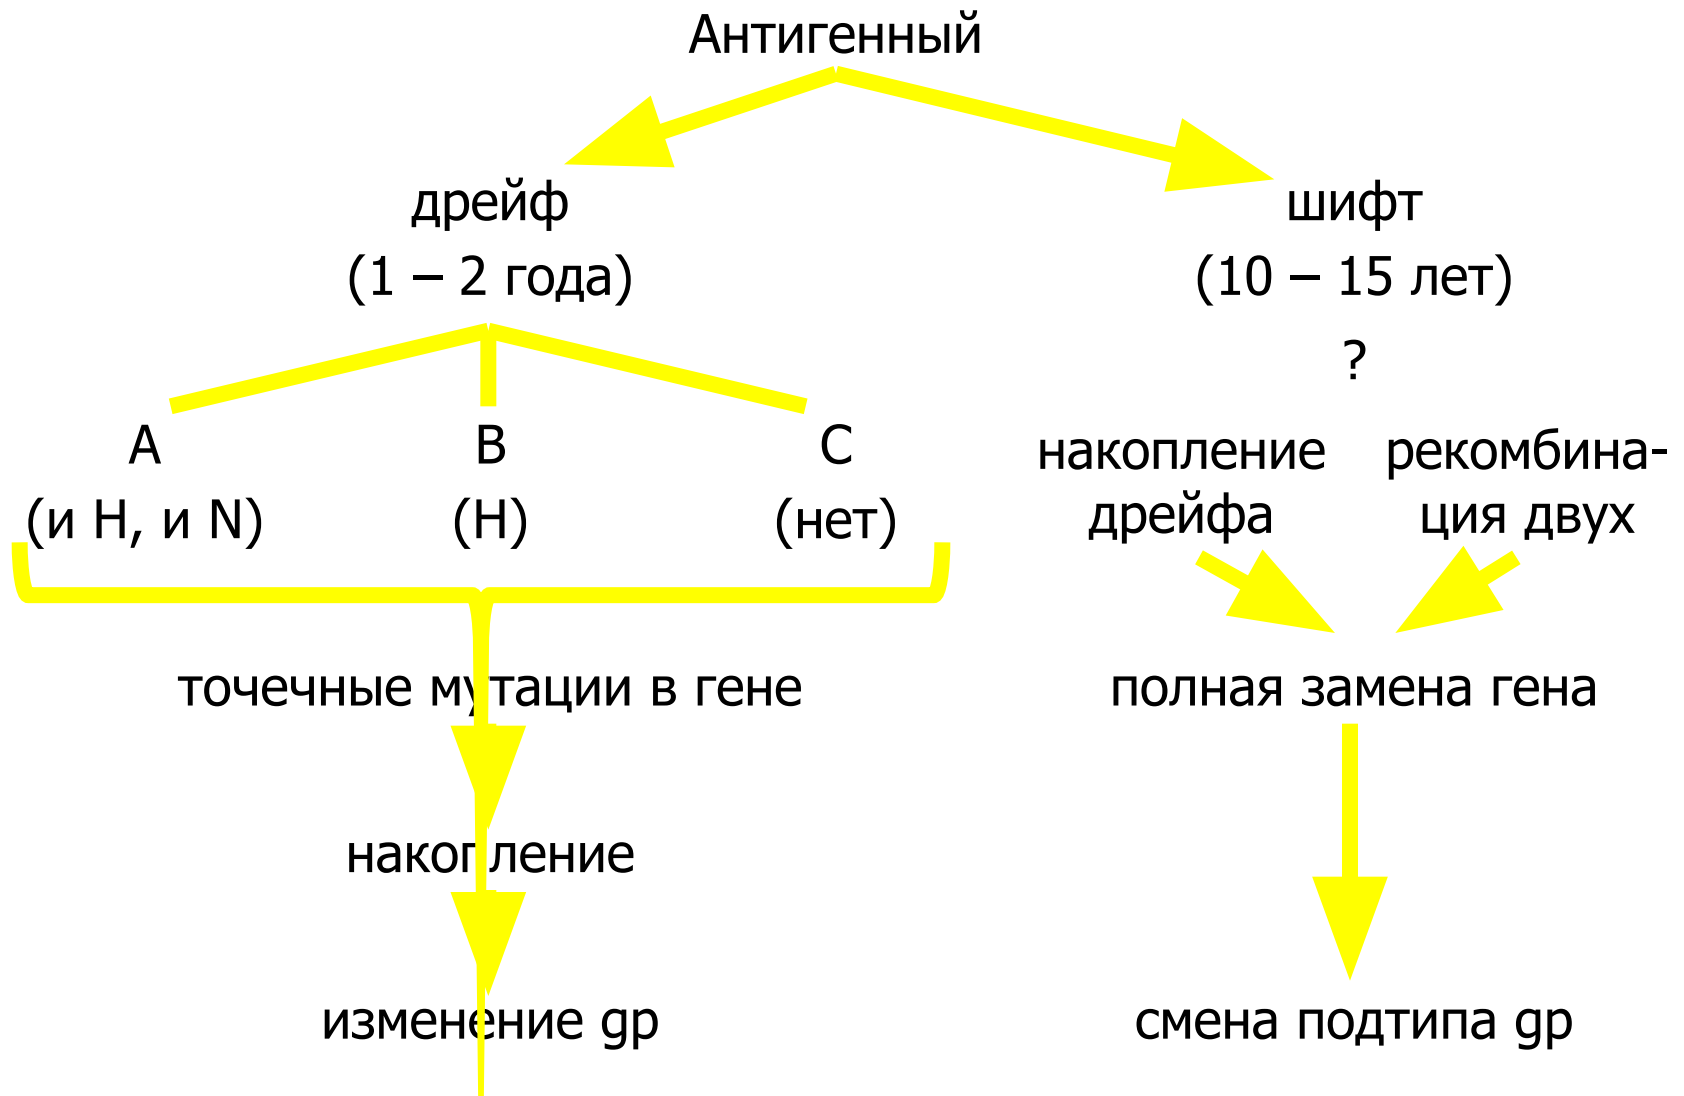 Антигенный
дрейф
(1 – 2 года)
А
(и H, и N)
В
(H)
С
(нет)
точечные мутации в гене
накопление
изменение gp
шифт
(10 – 15 лет)
?
накопление
дрейфа
рекомбина-
ция двух
полная замена гена
смена подтипа gp